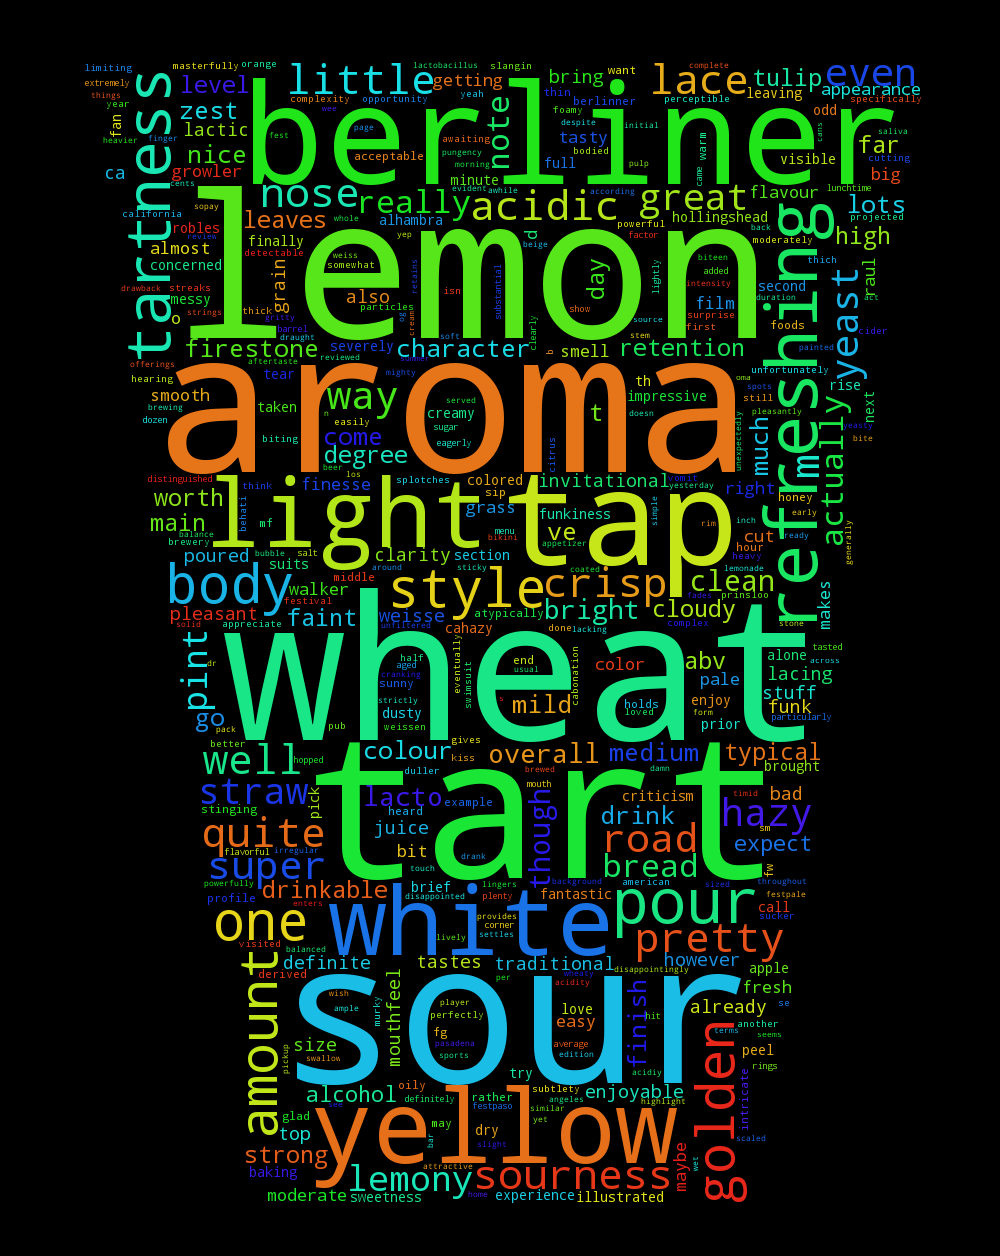 limiting masterfully orange lactobacillus slangin want complete
extremely level little getting bring lace tulip even
things zest complexity opportunity yeah thin berlinner perceptible leaving appearance
year fan berliner note foamy odd specifically
tartness lactic wee page despite initial cans saliva
heavier finger nice fest awaiting tasty warm far
growler acceptable pungency full bodied pulp visible cutting
ca cents nose morning minute came big
sopay really evident awhile according great flavour lunchtime
california leaves whole acidic powerful hollingshead back projected lots
robles alhambra d factor moderately high
review finally yep beige lightly
almost detectable weiss lemon day biteen raul
concerned grain somewhat retains isn substantial added
drawback streaks also particles source film intensity second duration yeast
messy thick strings gritty barrel draught creamy show surprise first foods act
o firestone severely soft clearly stem painted cider
offerings aftertaste reviewed character b smell retention seems refreshing
hearing tear mighty th unfortunately
smooth aroma impressive spots rise
brewing taken way served creamy t doesn still
dozen easily sugar pleasantly next
biting come n eagerly citrus unexpectedly much yeasty
degree beer los bite
distinguished think finesse splotches colored invitational vomit yesterday right honey actually
worth light sip tap simple rim early
main behati mf grass funkiness inch
balance menu ve cut ready
brewery bubble salt clarity section bikini appetizer hour generally
poured suits around sticky coated heavy
body middle style crisp lemonade clean
pleasant walker festival fades prinsloo makes
solid appreciate faint weisse atypically bright complex cloudy stone
unfiltered cahazy done lacking tasted
pint wheat half end color abv alone across
dr aged cranking eventually usual swimsuit cabonation lacing
sunny strictly mild holds pale stuff
go dusty loved enjoy funk
pack pub weissen form prior particularly
better colour gives overall medium typical
well hopped duller kiss brewed damn brought
straw lacto example mouth though criticism timid bad
stinging pick heard tart hazy
quite juice drink road sm
flavorful irregular bit drank expect
super touch bread fw
powerfully drinkable brief lingers background american sized throughout
profile disappointed plenty fantastic festpale
enters white provides pour call
one corner sucker
visited balanced lively settles pretty
definite tastes traditional wheaty disappointingly however
amount derived per acidity apple
wish ample murky mouthfeel sour player love finish hit already fresh se
perfectly easy terms another
size fg pasadena average peel seems
pickup swallow sports edition rings
oily try acidiy golden intricate
alcohol definitely rather subtlety enjoyable
glad see festpaso angeles similar highlight
top may yellow dry yet maybe scaled
strong bar slight wet
baking attractive
lemony sourness
moderate sweetness experience home illustrated